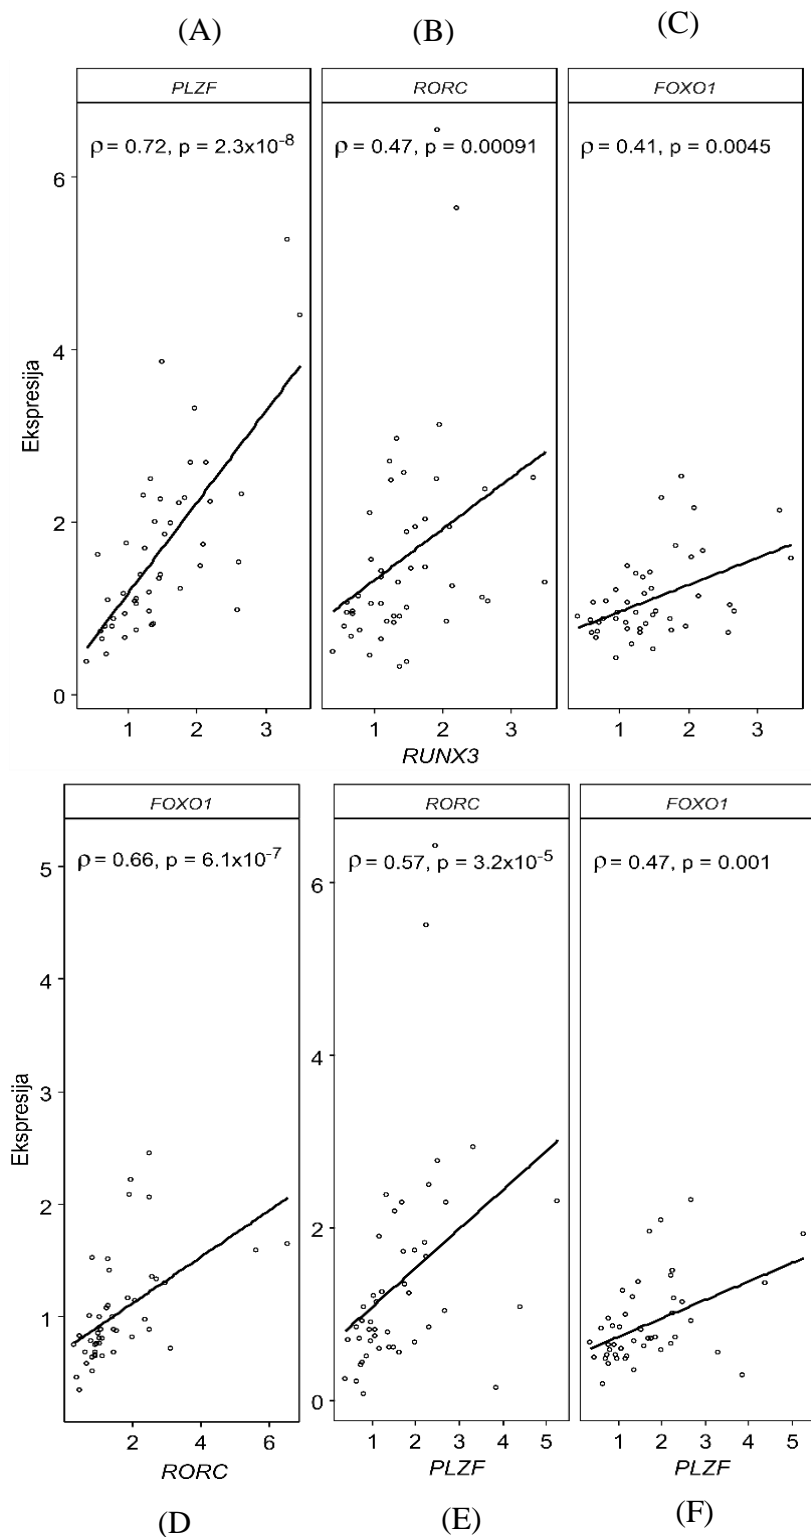 (A) (B) (C)
PLZF RORC FOXO1
ρ = 0.72, p = 2.3x10⁻⁸ ρ = 0.47, p = 0.00091 ρ = 0.41, p = 0.0045
6
4
2
0
Ekspresija
1 2 3 1 2 3 1 2 3
RUNX3
FOXO1 RORC FOXO1
ρ = 0.66, p = 6.1x10⁻⁷ ρ = 0.57, p = 3.2x10⁻⁵ ρ = 0.47, p = 0.001
5 6
4 4
3
2 2
1
0
Ekspresija
2 4 6 1 2 3 4 5 1 2 3 4 5
RORC PLZF PLZF
(D) (E) (F)